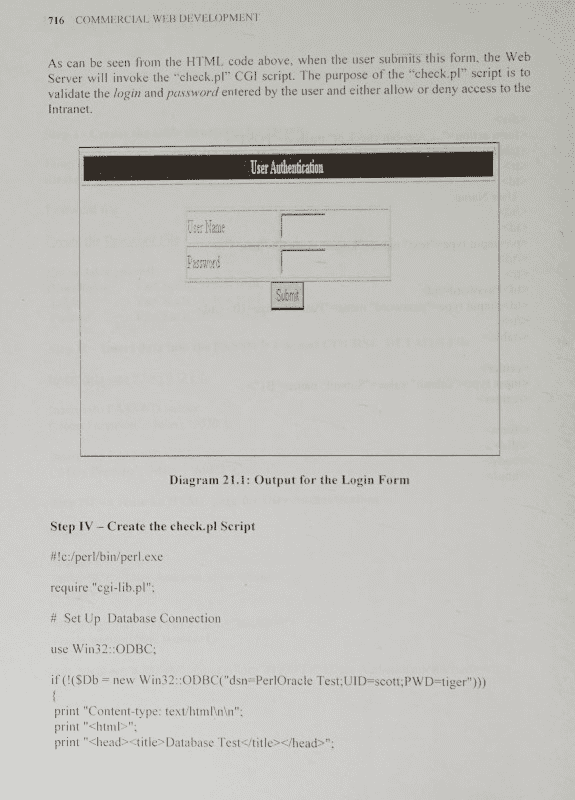 716 COMMERCIAL WEB DEVELOPMENT
As can be seen from the HTML code above, when the user submits this form, the Web
Server will invoke the "check.pl" CGI script. The purpose of the "check.pl" script is to
validate the login and password entered by the user and either allow or deny access to the
Intranet.
User Authentication
User Name
Password
Submit
Diagram 21.1: Output for the Login Form
Step IV – Create the check.pl Script
#!c:/perl/bin/perl.exe
require "cgi-lib.pl";
# Set Up Database Connection
use Win32::ODBC;
if (!($Db = new Win32::ODBC("dsn=PerlOracle Test;UID=scott;PWD=tiger")))
{
print "Content-type: text/html\n\n";
print "<html>";
print "<head><title>Database Test</title></head>";